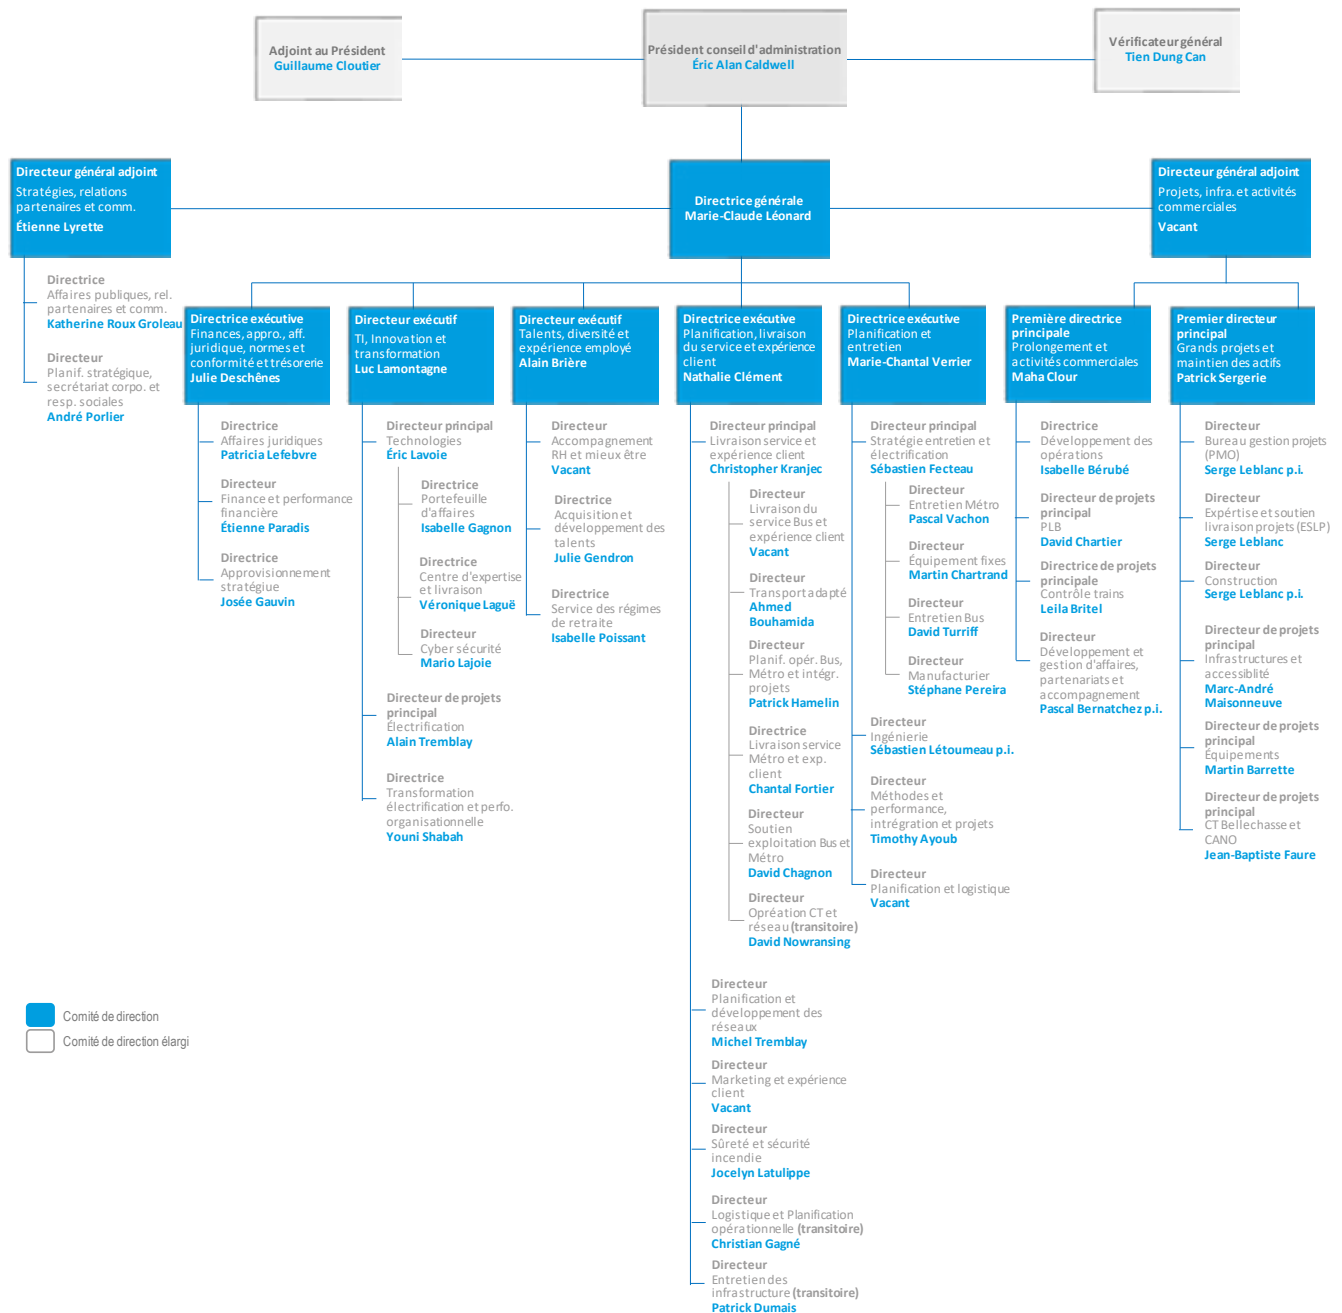 Adjoint au Président
Guillaume Cloutier
Président conseil d'administration
Éric Alan Caldwell
Vérificateur général
Tien Dung Can
Directeur général adjoint
Stratégies, relations
partenaires et comm.
Étienne Lyrette
Directrice générale
Marie-Claude Léonard
Directeur général adjoint
Projets, infra. et activités
commerciales
Vacant
Directrice
Affaires publiques, rel.
partenaires et comm.
Katherine Roux Groleau
Directeur
Planif. stratégique,
secrétariat corpo. et
resp. sociales
André Porlier
Directrice exécutive
Finances, appro., aff.
juridique, normes et
conformité et trésorerie
Julie Deschênes
Directrice
Affaires juridiques
Patricia Lefebvre
Directeur
Finance et performance
financière
Étienne Paradis
Directrice
Approvisionnement
stratégiue
Josée Gauvin
Directeur exécutif
TI, Innovation et
transformation
Luc Lamontagne
Directeur principal
Technologies
Éric Lavoie
Directrice
Portefeuille
d'affaires
Isabelle Gagnon
Directrice
Centre d'expertise
et livraison
Véronique Laguë
Directeur
Cyber sécurité
Mario Lajoie
Directeur de projets
principal
Électrification
Alain Tremblay
Directrice
Transformation
électrification et perfo.
organisationnelle
Youni Shabah
Directeur exécutif
Talents, diversité et
expérience employé
Alain Brière
Directeur
Accompagnement
RH et mieux être
Vacant
Directrice
Acquisition et
développement des
talents
Julie Gendron
Directrice
Service des régimes
de retraite
Isabelle Poissant
Directrice exécutive
Planification, livraison
du service et expérience
client
Nathalie Clément
Directeur principal
Livraison service et
expérience client
Christopher Kranjec
Directeur
Livraison du
service Bus et
expérience client
Vacant
Directeur
Transport adapté
Ahmed
Bouhamida
Directeur
Planif. opér. Bus,
Métro et intégr.
projets
Patrick Hamelin
Directrice
Livraison service
Métro et exp.
client
Chantal Fortier
Directeur
Soutien
exploitation Bus et
Métro
David Chagnon
Directeur
Opréation CT et
réseau (transitoire)
David Nowransing
Directeur
Planification et
développement des
réseaux
Michel Tremblay
Directeur
Marketing et expérience
client
Vacant
Directeur
Sûreté et sécurité
incendie
Jocelyn Latulippe
Directeur
Logistique et Planification
opérationnelle (transitoire)
Christian Gagné
Directeur
Entretien des
infrastructure (transitoire)
Patrick Dumais
Directrice exécutive
Planification et
entretien
Marie-Chantal Verrier
Directeur principal
Stratégie entretien et
électrification
Sébastien Fecteau
Directeur
Entretien Métro
Pascal Vachon
Directeur
Équipement fixes
Martin Chartrand
Directeur
Entretien Bus
David Turriff
Directeur
Manufacturier
Stéphane Pereira
Directeur
Ingénierie
Sébastien Létourneau p.i.
Directeur
Méthodes et
performance,
intrégration et projets
Timothy Ayoub
Directeur
Planification et logistique
Vacant
Première directrice
principale
Prolongement et
activités commerciales
Maha Clour
Directrice
Développement des
opérations
Isabelle Bérubé
Directeur de projets
principal
PLB
David Chartier
Directrice de projets
principale
Contrôle trains
Leila Britel
Directeur
Développement et
gestion d'affaires,
partenariats et
accompagnement
Pascal Bernatchez p.i.
Premier directeur
principal
Grands projets et
maintien des actifs
Patrick Sergerie
Directeur
Bureau gestion projets
(PMO)
Serge Leblanc p.i.
Directeur
Expértise et soutien
livraison projets (ESLP)
Serge Leblanc
Directeur
Construction
Serge Leblanc p.i.
Directeur de projets
principal
Infrastructures et
accessiblité
Marc-André
Maisonneuve
Directeur de projets
principal
Équipements
Martin Barrette
Directeur de projets
principal
CT Bellechasse et
CANO
Jean-Baptiste Faure
Comité de direction
Comité de direction élargi